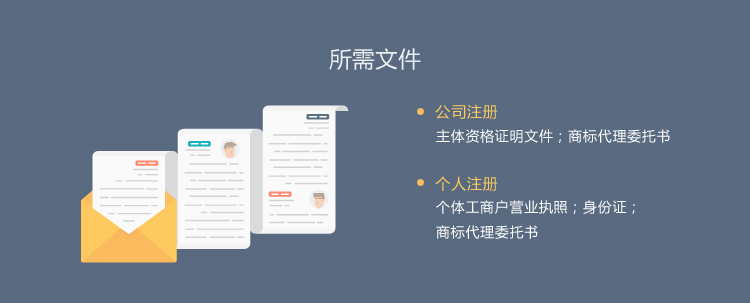 所需文件
公司注册
主体资格证明文件；商标代理委托书
个人注册
个体工商户营业执照；身份证；
商标代理委托书